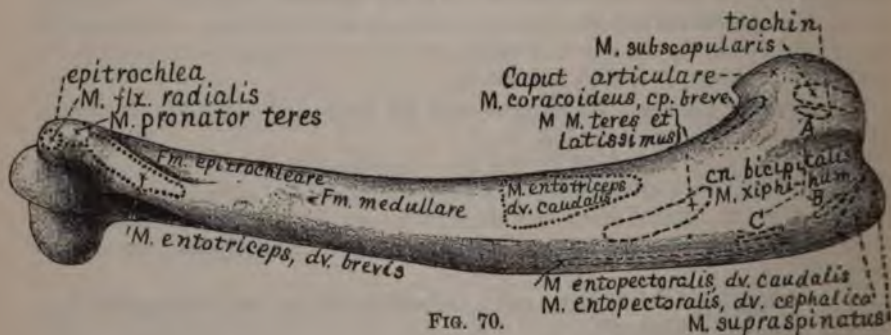 trochin
M. subscapularis
epitrochlea
Caput articulare
M. flx. radialis
M. coracoideus, cp. breve
M. pronator teres
M M. teres et
Latissimus
A
Fm. epitrochleare
cn. bicipitalis
M. entotriceps
dv. caudalis
M. xiphi-
hum
Fm. medullare
B
C
M. entotriceps, dv. brevis
M entopectoralis, dv. caudalis
M. entopectoralis, dv. cephalica
M. supraspinatus
FIG. 70.